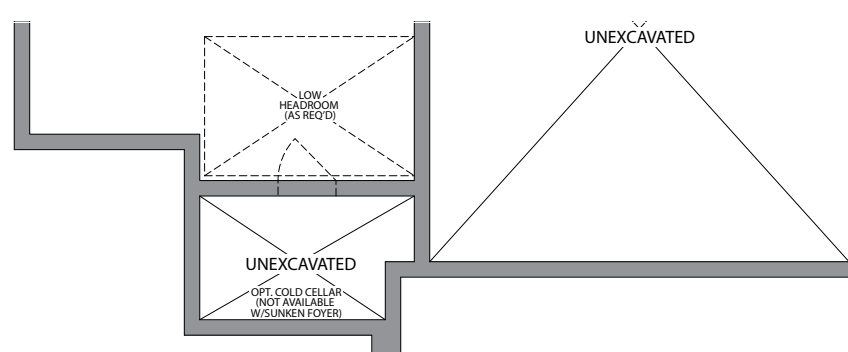 UNEXCAVATED
LOW
HEADROOM
(AS REQ'D)
UNEXCAVATED
OPT. COLD CELLAR
(NOT AVAILABLE
W/SUNKEN FOYER)